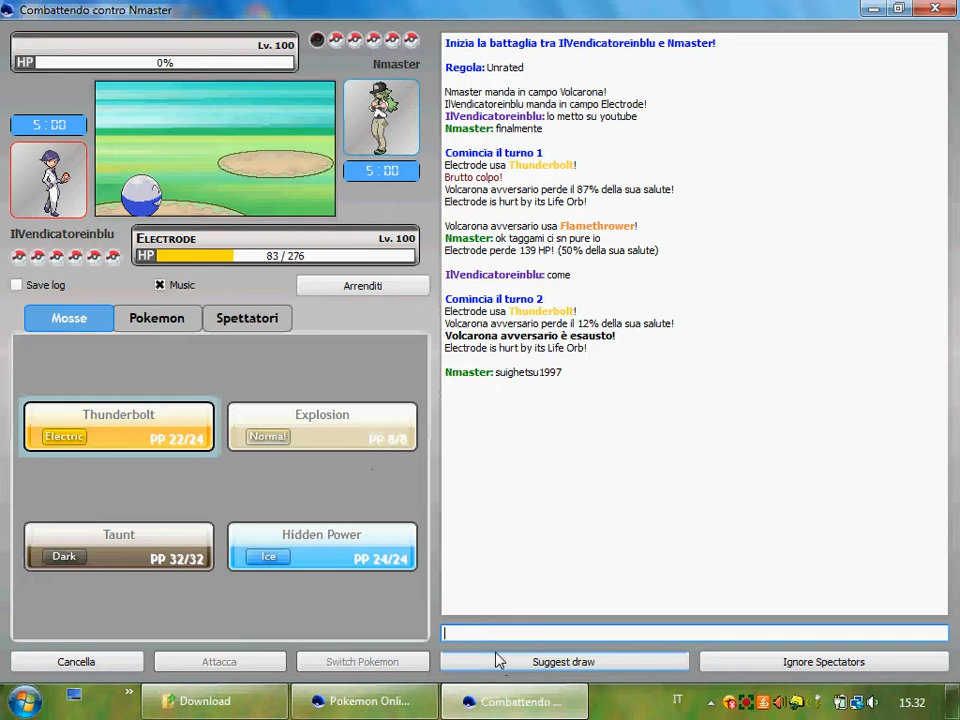 Combattendo contro Nmaster
Lv. 100
HP 0%
Nmaster
5:00
5:00
IlVendicatoreinblu
ELECTRODE Lv. 100
HP 83 / 276
Save log
Music
Arrenditi
Mosse
Pokemon
Spettatori
Thunderbolt
Electric PP 22/24
Explosion
Normal PP 8/8
Taunt
Dark PP 32/32
Hidden Power
Ice PP 24/24
Cancella
Attacca
Switch Pokemon
Inizia la battaglia tra IlVendicatoreinblu e Nmaster!
Regola: Unrated
Nmaster manda in campo Volcarona!
IlVendicatoreinblu manda in campo Electrode!
IlVendicatoreinblu: lo metto su youtube
Nmaster: finalmente
Comincia il turno 1
Electrode usa Thunderbolt!
Brutto colpo!
Volcarona avversario perde il 87% della sua salute!
Electrode is hurt by its Life Orb!
Volcarona avversario usa Flamethrower!
Nmaster: ok taggami ci sn pure io
Electrode perde 139 HP! (50% della sua salute)
IlVendicatoreinblu: come
Comincia il turno 2
Electrode usa Thunderbolt!
Volcarona avversario perde il 12% della sua salute!
Volcarona avversario è esausto!
Electrode is hurt by its Life Orb!
Nmaster: suighetsu1997
Suggest draw
Ignore Spectators
Download
Pokemon Onli...
Combattendo ...
IT
15.32